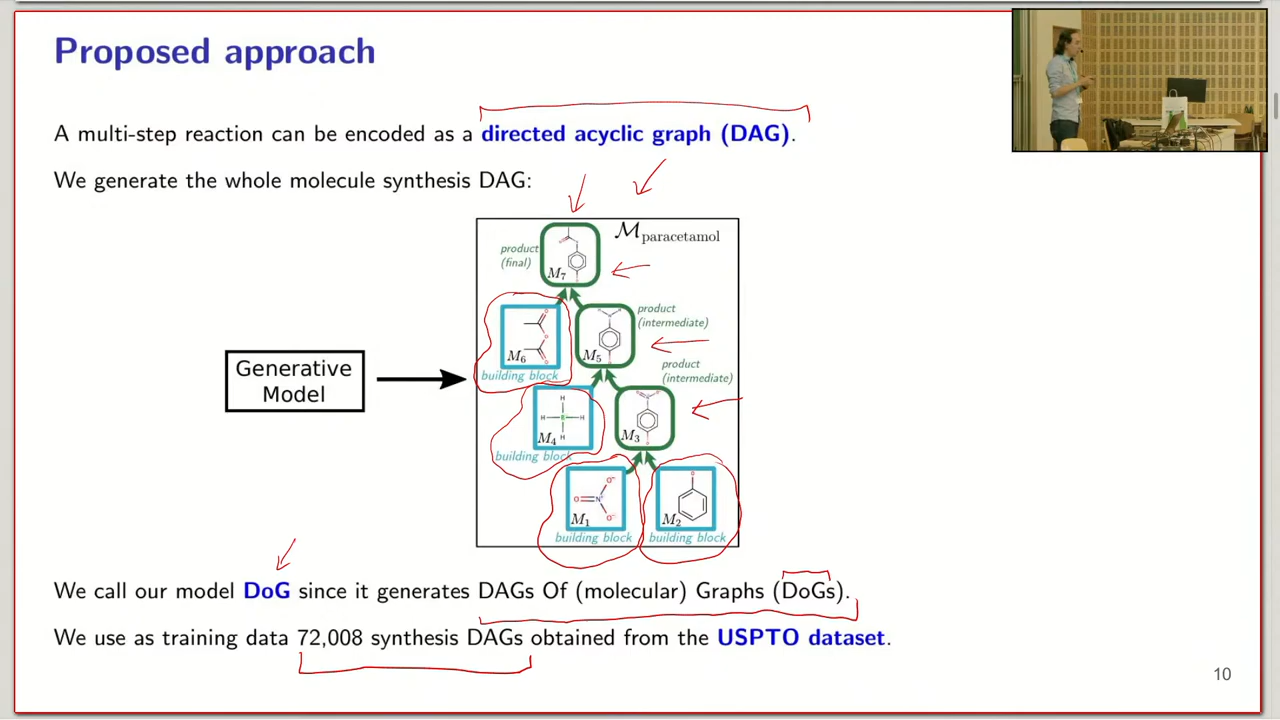 Proposed approach
A multi-step reaction can be encoded as a directed acyclic graph (DAG).
We generate the whole molecule synthesis DAG:
ℳparacetamol
product
(final)
M₇
product
(intermediate)
M₆
M₅
building block
product
(intermediate)
Generative
Model
H
H
H
M₄
H
M₃
building block
O⁻
O
N⁺
O⁻
M₁
M₂
building block
building block
We call our model DoG since it generates DAGs Of (molecular) Graphs (DoGs).
We use as training data 72,008 synthesis DAGs obtained from the USPTO dataset.
10